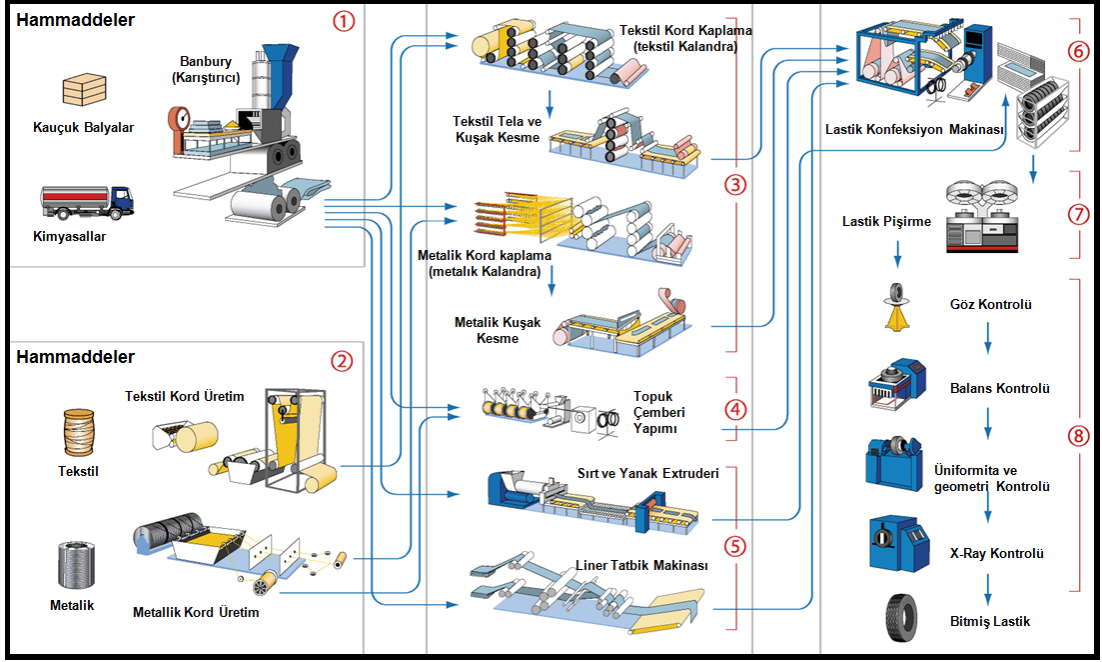 Hammaddeler
1
Banbury
(Karıştırıcı)
Kauçuk Balyalar
Kimyasallar
Hammaddeler
2
Tekstil Kord Üretim
Tekstil
Metalik
Metallik Kord Üretim
Tekstil Kord Kaplama
(tekstil Kalandra)
Tekstil Tela ve
Kuşak Kesme
3
Metalik Kord kaplama
(metalık Kalandra)
Metalik Kuşak
Kesme
Topuk
Çemberi
Yapımı
4
Sırt ve Yanak Extruderi
5
Liner Tatbik Makinası
6
Lastik Konfeksiyon Makinası
7
Lastik Pişirme
Göz Kontrolü
Balans Kontrolü
8
Üniformita ve
geometri Kontrolü
X-Ray Kontrolü
Bitmiş Lastik